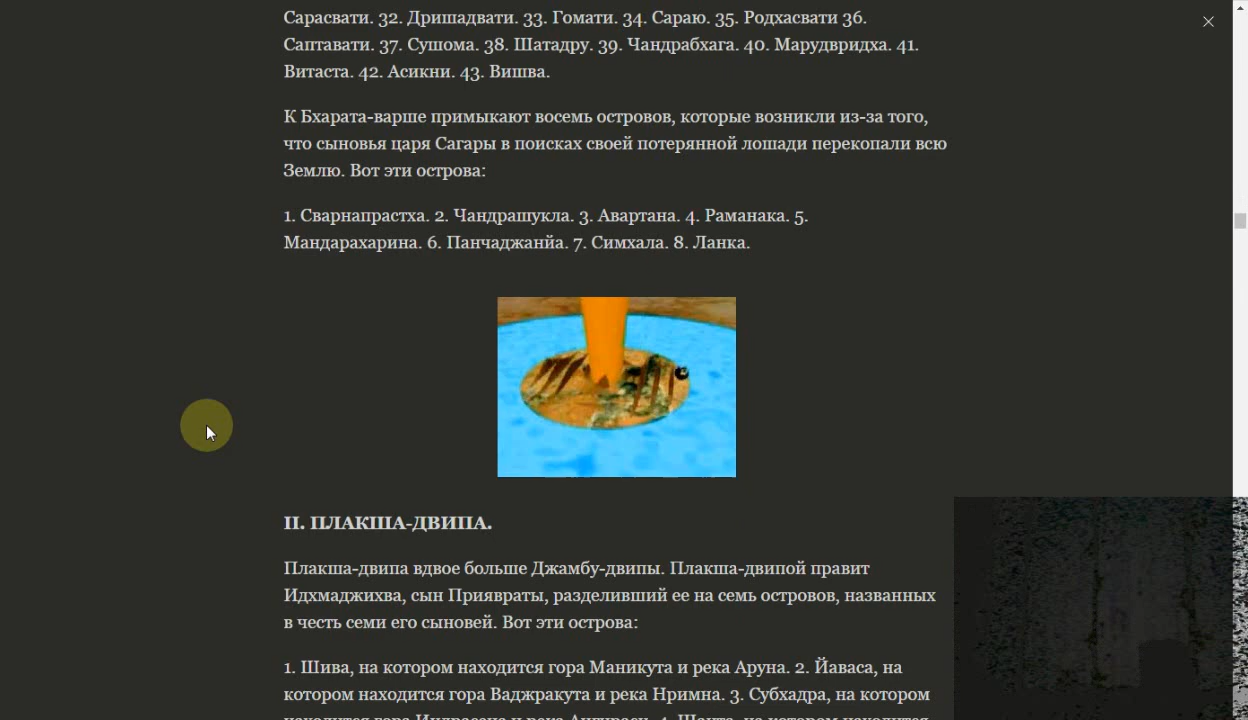 Сарасвати. 32. Дришадвати. 33. Гомати. 34. Сараю. 35. Родхасвати 36.
Саптавати. 37. Сушома. 38. Шатадру. 39. Чандрабхага. 40. Марудвридха. 41.
Витаста. 42. Асикни. 43. Вишва.
К Бхарата-варше примыкают восемь островов, которые возникли из-за того,
что сыновья царя Сагары в поисках своей потерянной лошади перекопали всю
Землю. Вот эти острова:
1. Сварнапрастха. 2. Чандрашукла. 3. Авартана. 4. Раманака. 5.
Мандарахарина. 6. Панчаджанйа. 7. Симхала. 8. Ланка.
II. ПЛАКША-ДВИПА.
Плакша-двипа вдвое больше Джамбу-двипы. Плакша-двипой правит
Идхмаджихва, сын Приявраты, разделивший ее на семь островов, названных
в честь семи его сыновей. Вот эти острова:
1. Шива, на котором находится гора Маникута и река Аруна. 2. Йаваса, на
котором находится гора Ваджракута и река Нримна. 3. Субхадра, на котором